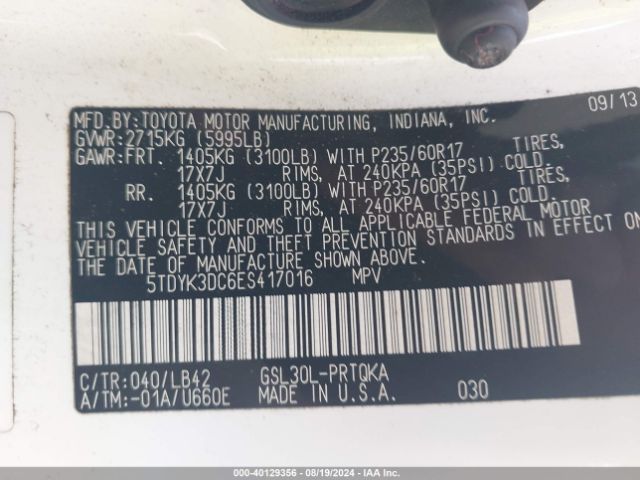 MFD.BY:TOYOTA MOTOR MANUFACTURING, INDIANA, INC. 09/13
GVWR:2715KG (5995LB)
GAWR:FRT. 1405KG (3100LB) WITH P235/60R17 TIRES,
17X7J RIMS, AT 240KPA (35PSI) COLD.
RR. 1405KG (3100LB) WITH P235/60R17 TIRES,
17X7J RIMS, AT 240KPA (35PSI) COLD.
THIS VEHICLE CONFORMS TO ALL APPLICABLE FEDERAL MOTOR
VEHICLE SAFETY AND THEFT PREVENTION STANDARDS IN EFFECT ON
THE DATE OF MANUFACTURE SHOWN ABOVE.
5TDYK3DC6ES417016 MPV
C/TR:040/LB42 GSL30L-PRTQKA
A/TM:-01A/U660E MADE IN U.S.A. 030
000-40129356 - 08/19/2024 - IAA Inc.